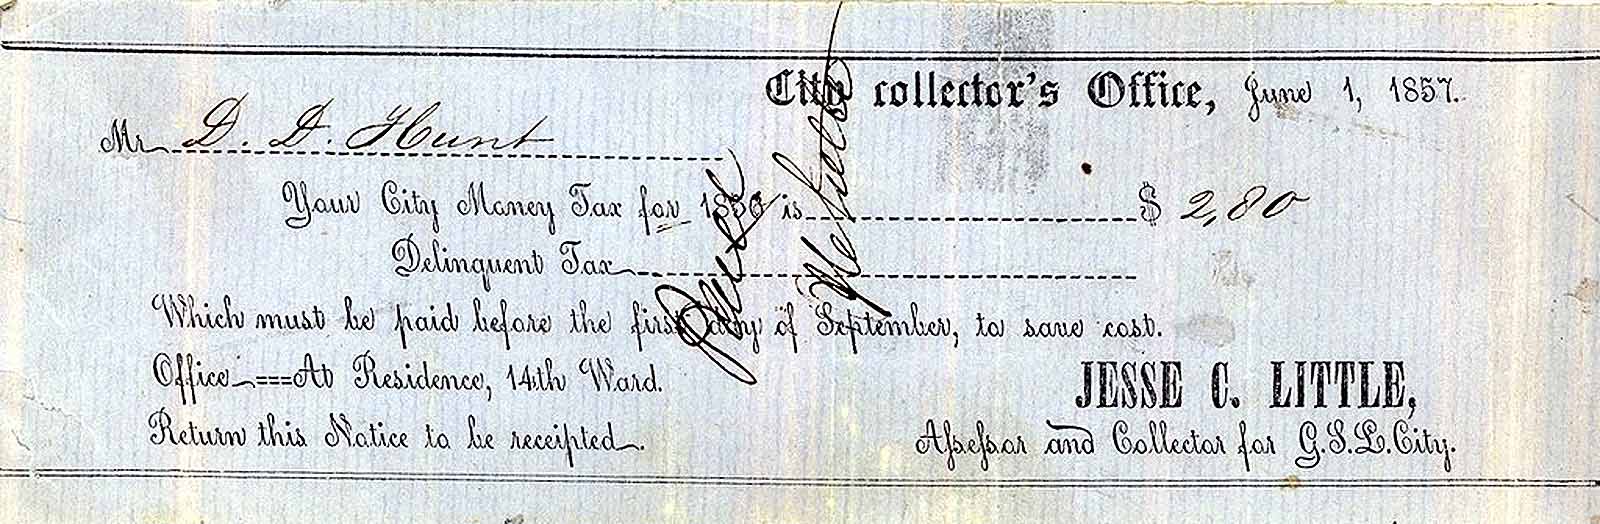 City collector's Office, June 1, 1857.
Mr D. D. Hunt
Your City Money Tax for 1856 is $ 2,80
Delinquent Tax
Which must be paid before the first day of September, to save cost.
Office===At Residence, 14th Ward.
JESSE C. LITTLE,
Return this Notice to be receipted.
Assessor and Collector for G.S.L. City.